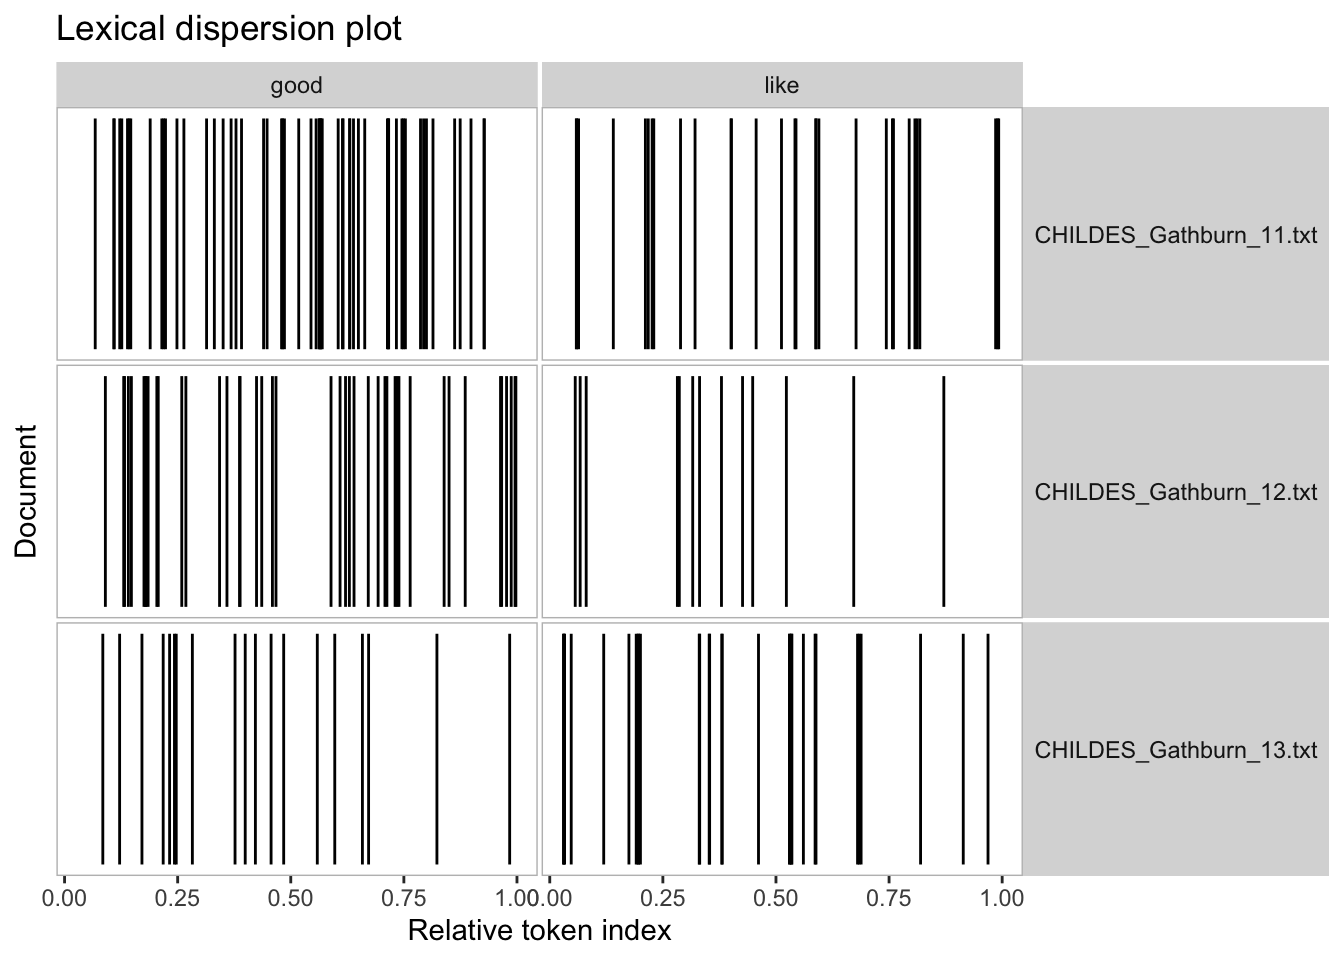 Lexical dispersion plot
good like
CHILDES_Gathburn_11.txt
CHILDES_Gathburn_12.txt
CHILDES_Gathburn_13.txt
Document
0.00 0.25 0.50 0.75 1.00 0.00 0.25 0.50 0.75 1.00
Relative token index